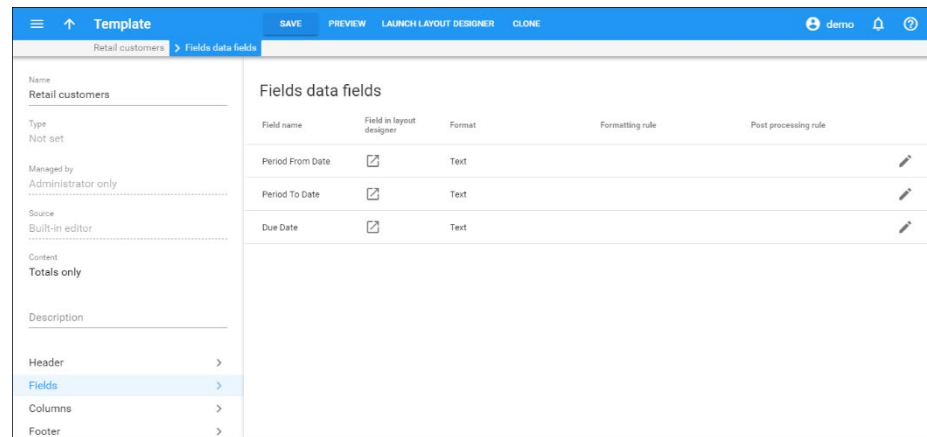 Template
SAVE PREVIEW LAUNCH LAYOUT DESIGNER CLONE
demo
Retail customers Fields data fields
Name
Retail customers
Type
Not set
Managed by
Administrator only
Source
Built-in editor
Content
Totals only
Description
Header
Fields
Columns
Footer
Fields data fields
Field name Field in layout designer Format Formatting rule Post processing rule
Period From Date Text
Period To Date Text
Due Date Text